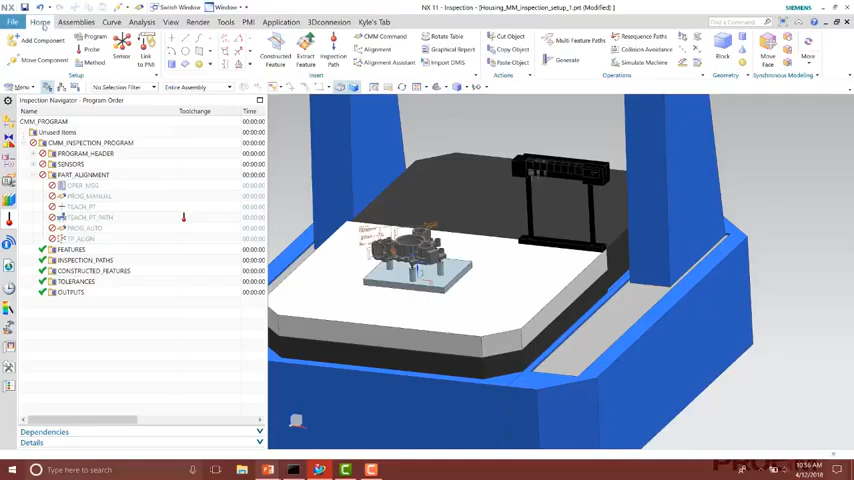 NX
Switch Window
Window
NX 11 - Inspection - [Housing_MM_inspection_setup_1.prt (Modified)]
SIEMENS
File
Home
Assemblies
Curve
Analysis
View
Render
Tools
PMI
Application
3Dconnexion
Kyle's Tab
Find a Command
Add Component
Move Component
Program
Probe
Method
Sensor
Link to PMI
Setup
Construct Feature
Extract Feature
Inspection Path
CMM Command
Alignment
Alignment Assistant
Rotate Table
Graphical Report
Import DMIS
Insert
Cut Object
Copy Object
Paste Object
Actions
Multi Feature Paths
Generate
Resequence Paths
Collision Avoidance
Simulate Machine
Operations
Block
Geometry
Move Face
Synchronous Modeling
Menu
No Selection Filter
Entire Assembly
Inspection Navigator - Program Order
Name
Toolchange
Time
CMM_PROGRAM
00:00:00
Unused Items
00:00:00
CMM_INSPECTION_PROGRAM
00:00:00
PROGRAM_HEADER
00:00:00
SENSORS
00:00:00
PART_ALIGNMENT
00:00:00
OPER_MSG
00:00:00
PROG_MANUAL
00:00:00
TEACH_PT
00:00:00
TEACH_PT_PATH
00:00:00
PROG_AUTO
00:00:00
TP_ALIGN
00:00:00
FEATURES
00:00:00
INSPECTION_PATHS
00:00:00
CONSTRUCTED_FEATURES
00:00:00
TOLERANCES
00:00:00
OUTPUTS
00:00:00
Dependencies
Details
Type here to search
10:56 AM
4/12/2018